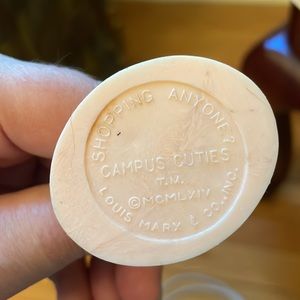 SHOPPING ANYONE?
CAMPUS CUTIES
T.M.
©MCMLXIV
LOUIS MARX & CO., INC.